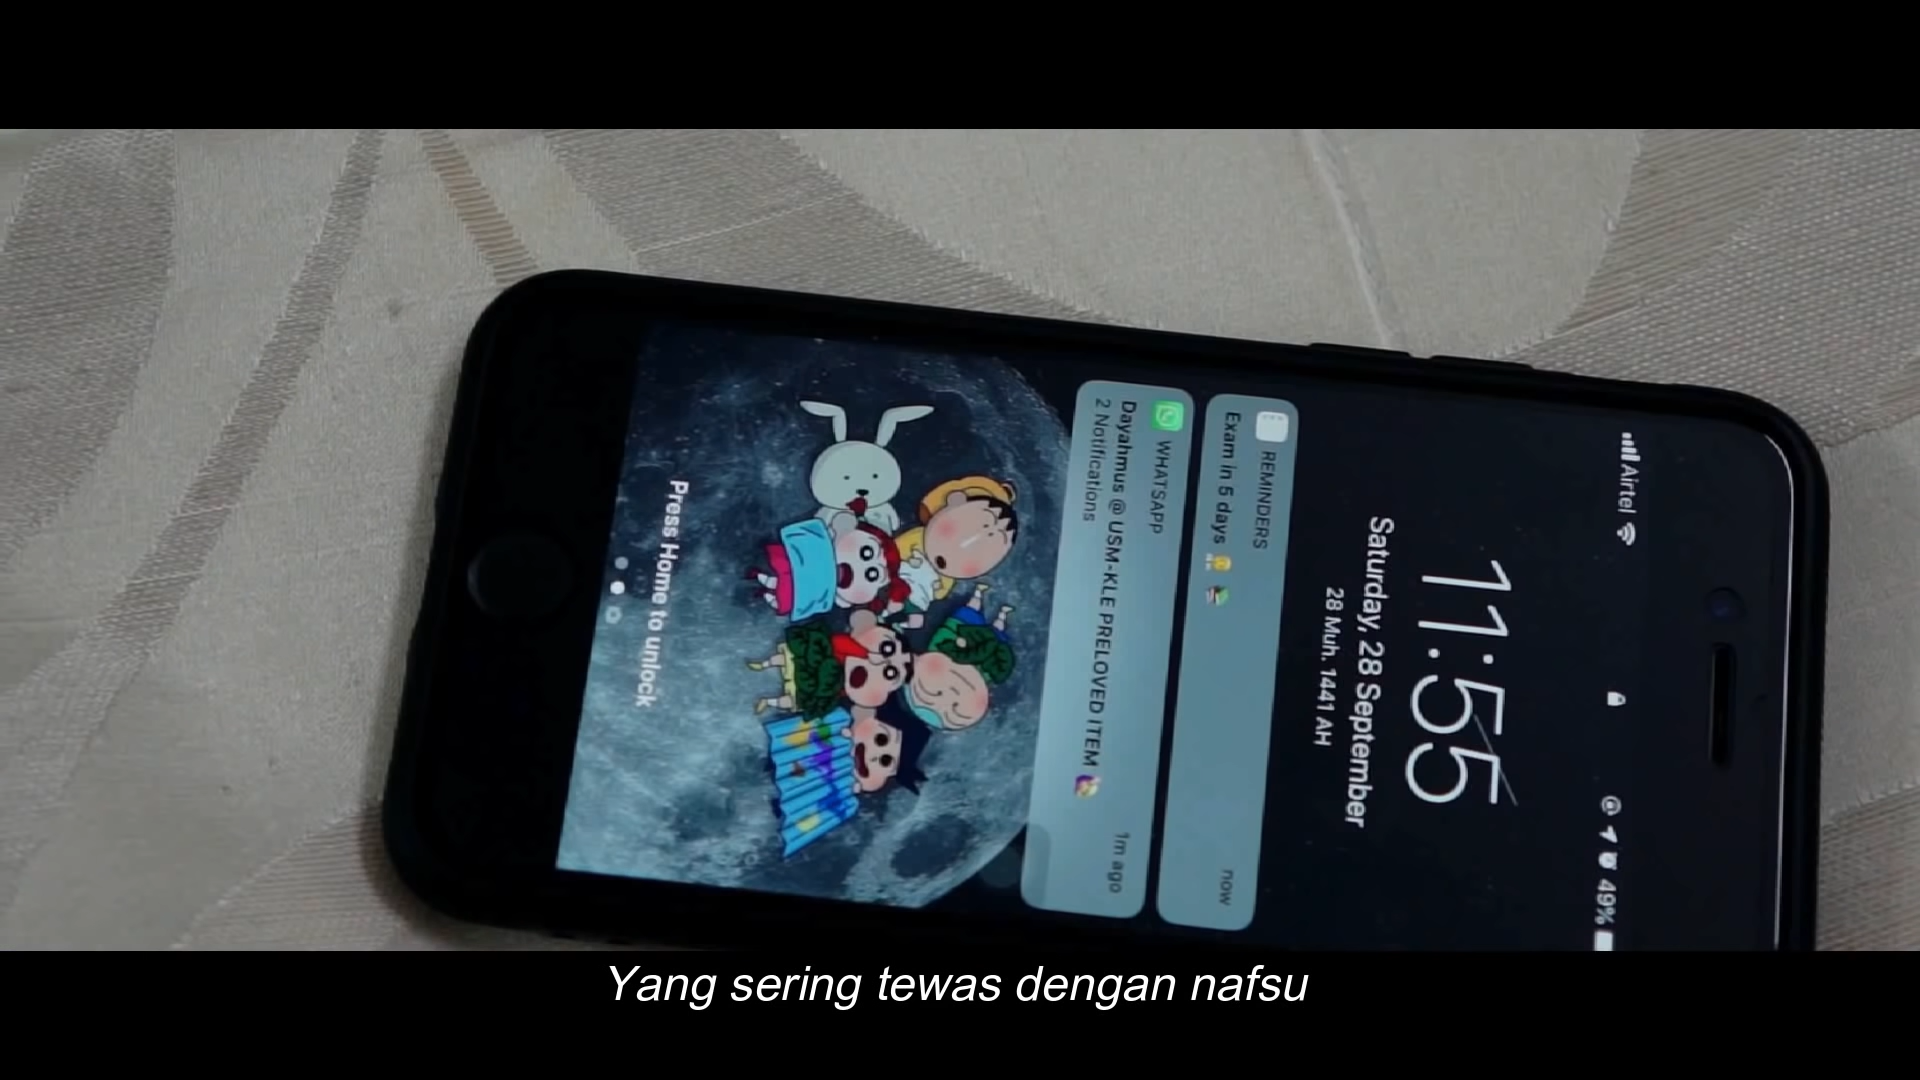 Airtel
49%
11:55
Saturday, 28 September
28 Muh. 1441 AH
REMINDERS
now
Exam in 5 days
WHATSAPP
1m ago
Dayahmus @ USM-KLE PRELOVED ITEM
2 Notifications
Press Home to unlock
Yang sering tewas dengan nafsu